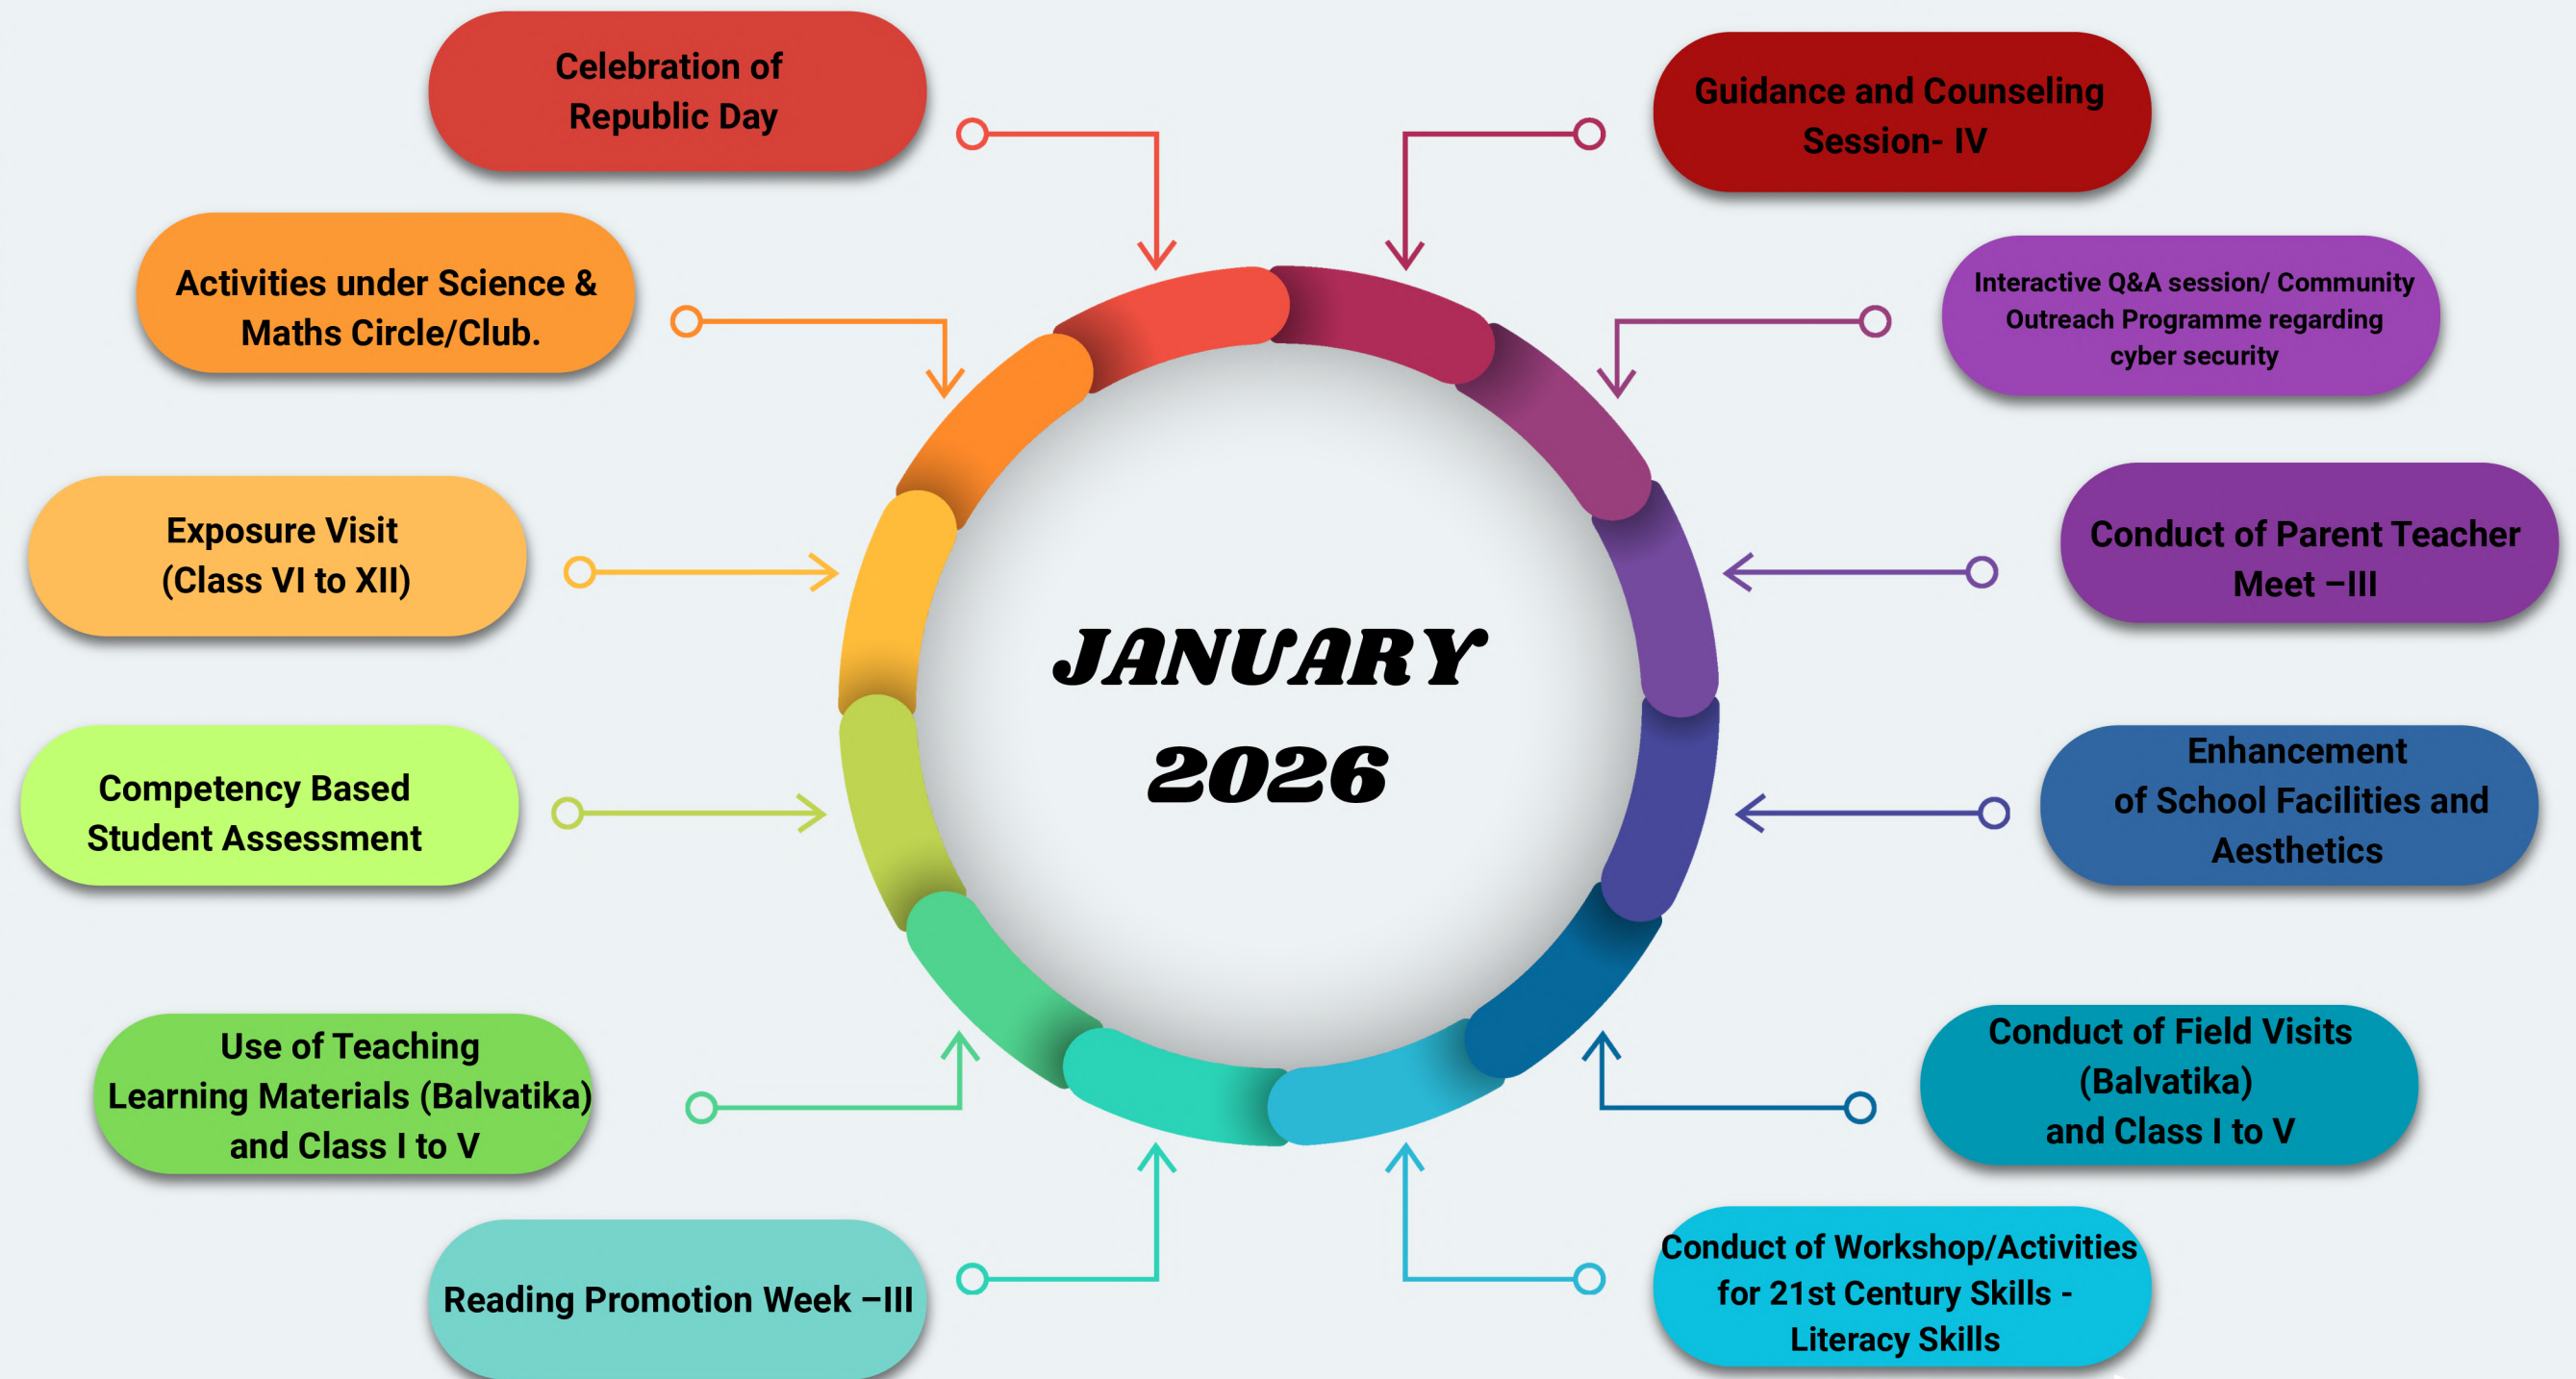 Celebration of
Republic Day
Guidance and Counseling
Session- IV
Activities under Science &
Maths Circle/Club.
Interactive Q&A session/ Community
Outreach Programme regarding
cyber security
Exposure Visit
(Class VI to XII)
Conduct of Parent Teacher
Meet –III
JANUARY
2026
Competency Based
Student Assessment
Enhancement
of School Facilities and
Aesthetics
Use of Teaching
Learning Materials (Balvatika)
and Class I to V
Conduct of Field Visits
(Balvatika)
and Class I to V
Reading Promotion Week –III
Conduct of Workshop/Activities
for 21st Century Skills -
Literacy Skills